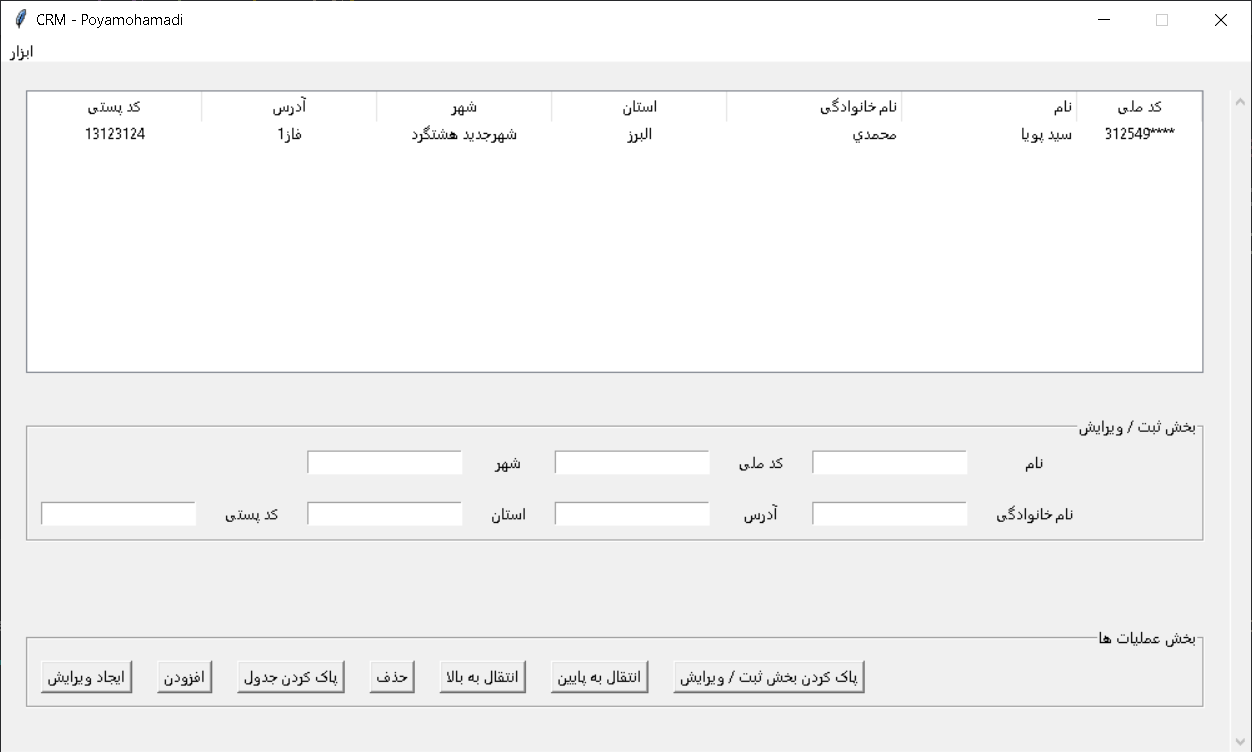 CRM - Poyamohamadi
ابزار
کد ملی نام نام خانوادگی استان شهر آدرس کد پستی
312549**** سید پویا محمدي البرز شهرجدید هشتگرد فاز1 13123124
بخش ثبت / ویرایش
نام کد ملی شهر
نام خانوادگی آدرس استان کد پستی
بخش عملیات ها
پاک کردن بخش ثبت / ویرایش انتقال به پایین انتقال به بالا حذف پاک کردن جدول افزودن ایجاد ویرایش